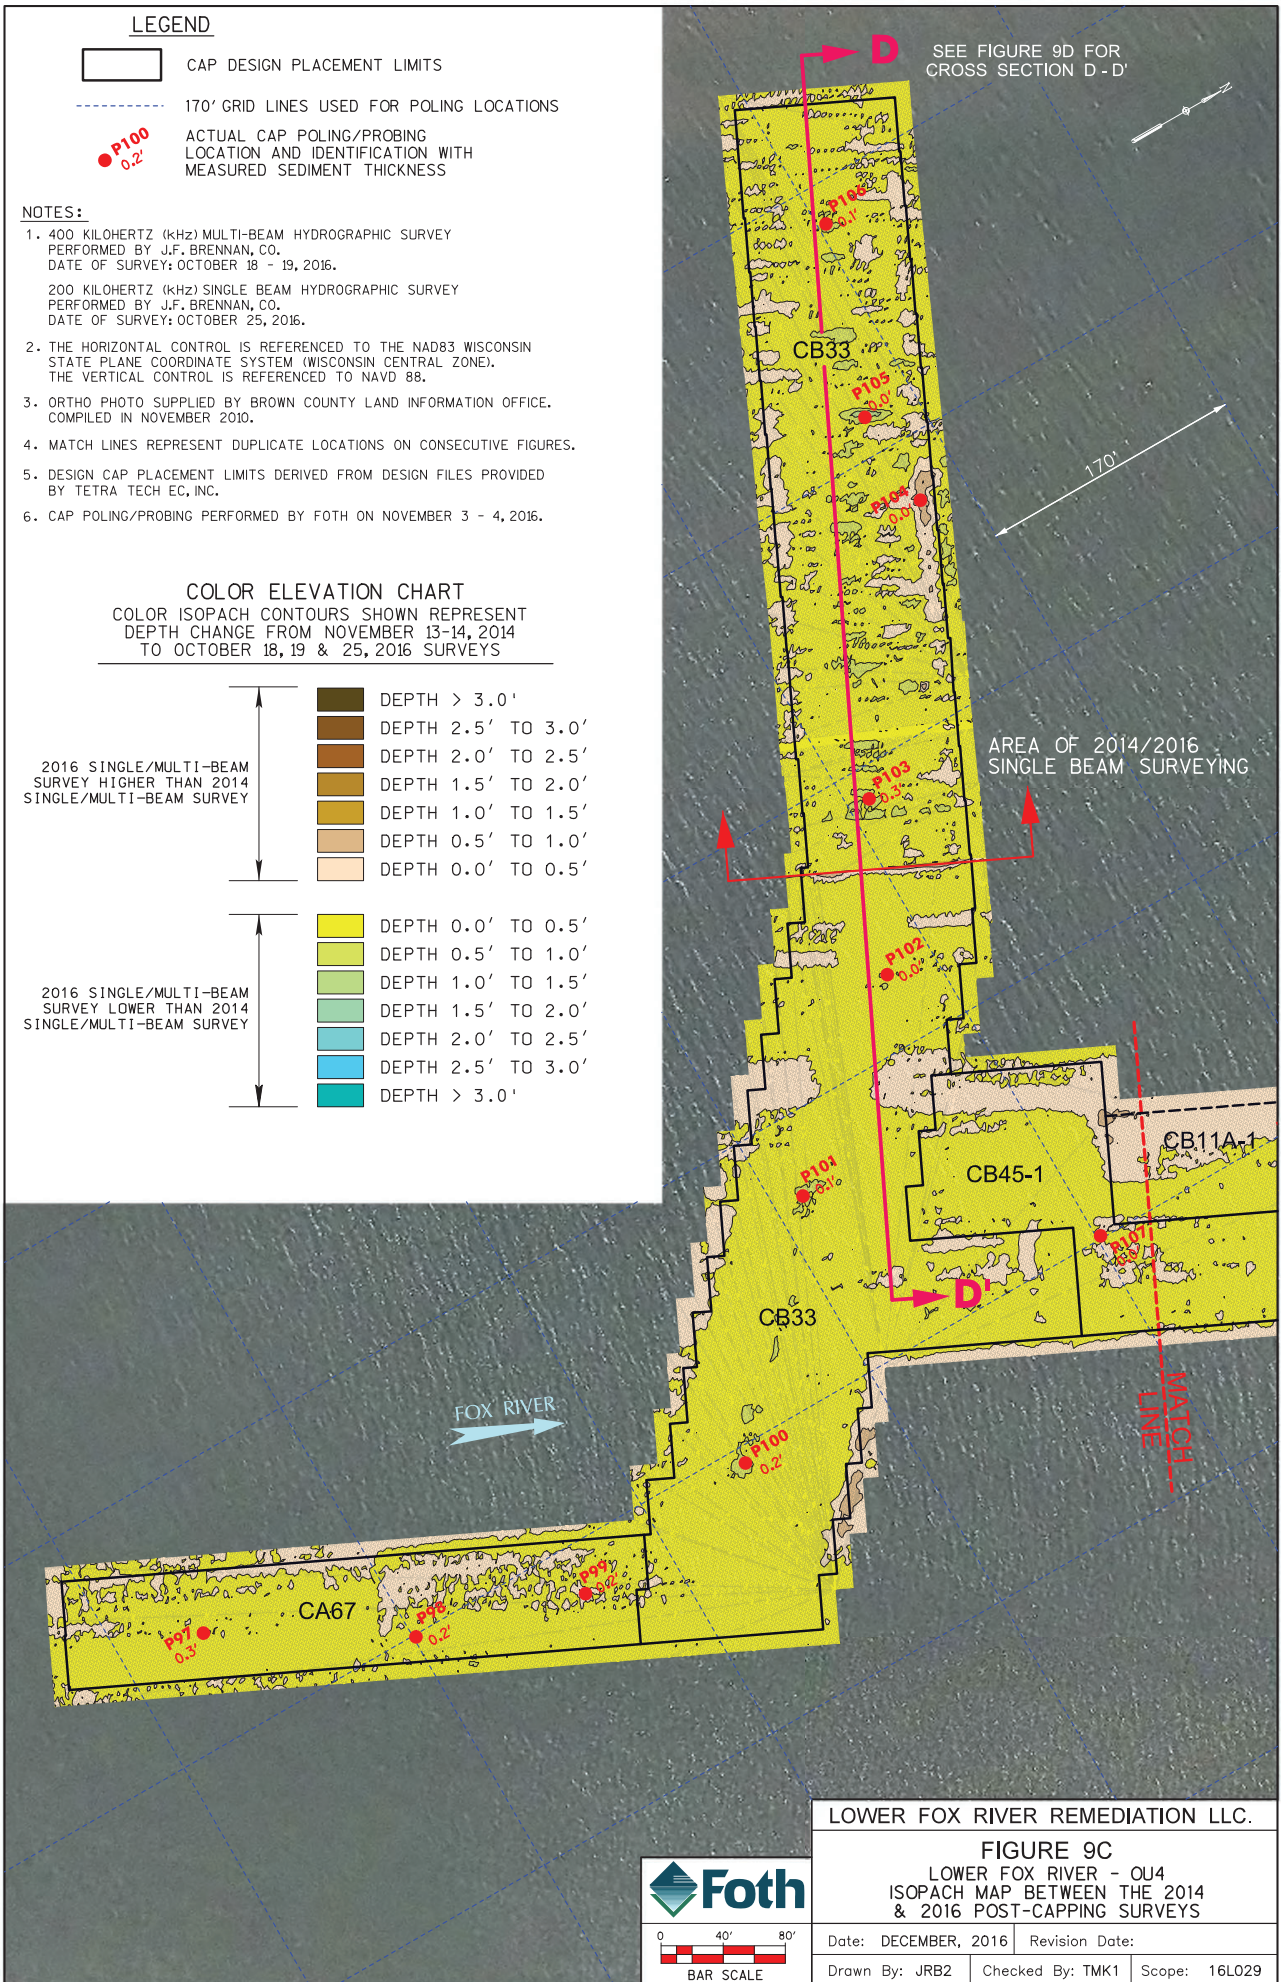 LEGEND
CAP DESIGN PLACEMENT LIMITS
170' GRID LINES USED FOR POLING LOCATIONS
P100
0.2'
ACTUAL CAP POLING/PROBING
LOCATION AND IDENTIFICATION WITH
MEASURED SEDIMENT THICKNESS
NOTES:
1. 400 KILOHERTZ (kHz) MULTI-BEAM HYDROGRAPHIC SURVEY
PERFORMED BY J.F. BRENNAN, CO.
DATE OF SURVEY: OCTOBER 18 - 19, 2016.
200 KILOHERTZ (kHz) SINGLE BEAM HYDROGRAPHIC SURVEY
PERFORMED BY J.F. BRENNAN, CO.
DATE OF SURVEY: OCTOBER 25, 2016.
2. THE HORIZONTAL CONTROL IS REFERENCED TO THE NAD83 WISCONSIN
STATE PLANE COORDINATE SYSTEM (WISCONSIN CENTRAL ZONE).
THE VERTICAL CONTROL IS REFERENCED TO NAVD 88.
3. ORTHO PHOTO SUPPLIED BY BROWN COUNTY LAND INFORMATION OFFICE.
COMPILED IN NOVEMBER 2010.
4. MATCH LINES REPRESENT DUPLICATE LOCATIONS ON CONSECUTIVE FIGURES.
5. DESIGN CAP PLACEMENT LIMITS DERIVED FROM DESIGN FILES PROVIDED
BY TETRA TECH EC, INC.
6. CAP POLING/PROBING PERFORMED BY FOTH ON NOVEMBER 3 - 4, 2016.
COLOR ELEVATION CHART
COLOR ISOPACH CONTOURS SHOWN REPRESENT
DEPTH CHANGE FROM NOVEMBER 13-14, 2014
TO OCTOBER 18, 19 & 25, 2016 SURVEYS
2016 SINGLE/MULTI-BEAM
SURVEY HIGHER THAN 2014
SINGLE/MULTI-BEAM SURVEY
DEPTH > 3.0'
DEPTH 2.5' TO 3.0'
DEPTH 2.0' TO 2.5'
DEPTH 1.5' TO 2.0'
DEPTH 1.0' TO 1.5'
DEPTH 0.5' TO 1.0'
DEPTH 0.0' TO 0.5'
2016 SINGLE/MULTI-BEAM
SURVEY LOWER THAN 2014
SINGLE/MULTI-BEAM SURVEY
DEPTH 0.0' TO 0.5'
DEPTH 0.5' TO 1.0'
DEPTH 1.0' TO 1.5'
DEPTH 1.5' TO 2.0'
DEPTH 2.0' TO 2.5'
DEPTH 2.5' TO 3.0'
DEPTH > 3.0'
D
SEE FIGURE 9D FOR
CROSS SECTION D - D'
N
P106
0.1'
CB33
P105
0.0'
170'
P104
0.0'
AREA OF 2014/2016
SINGLE BEAM SURVEYING
P103
0.3'
P102
0.0'
CB11A-1
P101
0.1'
CB45-1
P107
0.0'
D'
CB33
MATCH
LINE
FOX RIVER
P100
0.2'
P99
0.2'
CA67
P98
0.2'
P97
0.3'
LOWER FOX RIVER REMEDIATION LLC.
FIGURE 9C
LOWER FOX RIVER - OU4
ISOPACH MAP BETWEEN THE 2014
& 2016 POST-CAPPING SURVEYS
Foth
0 40' 80'
BAR SCALE
Date: DECEMBER, 2016 Revision Date:
Drawn By: JRB2 Checked By: TMK1 Scope: 16L029